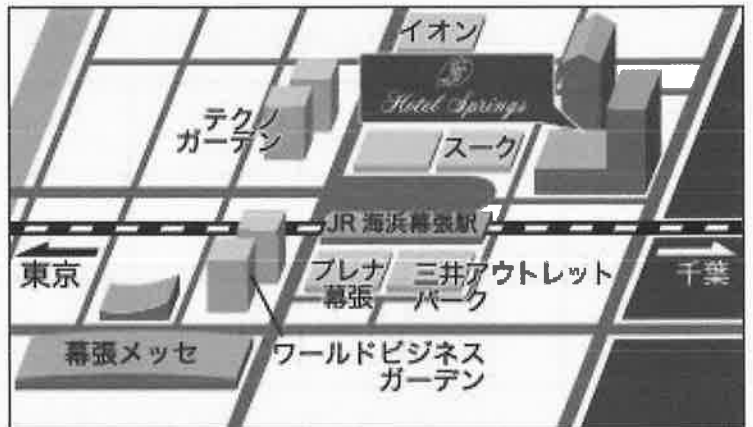 イオン
Hotel Springs
テクノ
ガーデン
スーク
JR 海浜幕張駅
東京
プレナ
幕張
三井アウトレット
パーク
千葉
幕張メッセ
ワールドビジネス
ガーデン